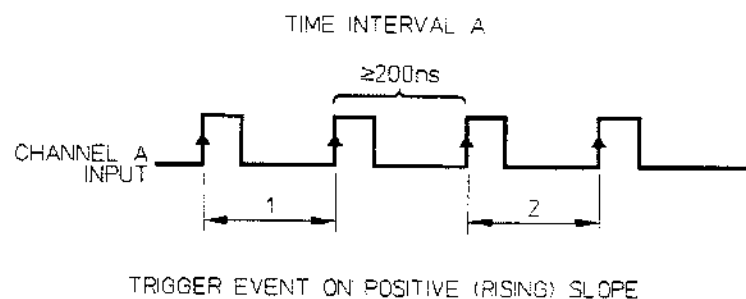 TIME INTERVAL A
≥200ns
CHANNEL A
INPUT
1
2
TRIGGER EVENT ON POSITIVE (RISING) SLOPE